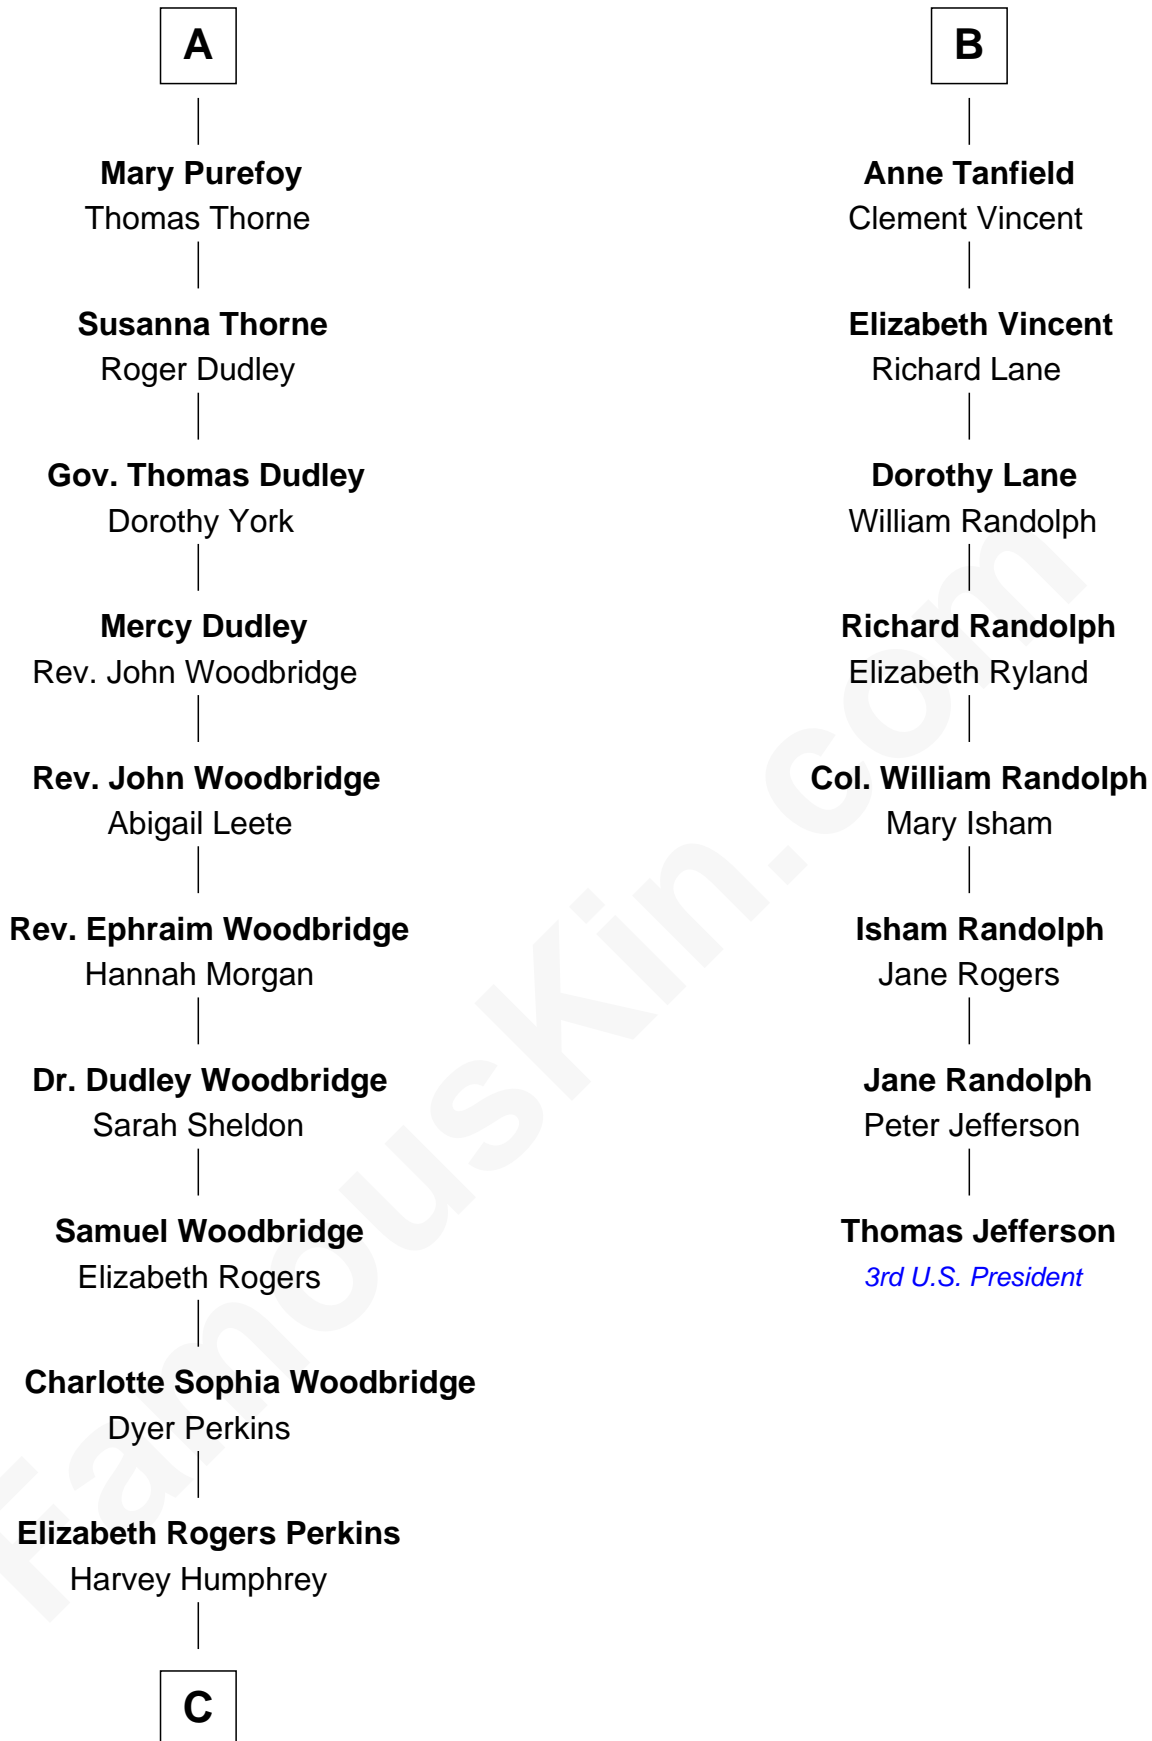 A
Mary Purefoy
Thomas Thorne
Susanna Thorne
Roger Dudley
Gov. Thomas Dudley
Dorothy York
Mercy Dudley
Rev. John Woodbridge
Rev. John Woodbridge
Abigail Leete
Rev. Ephraim Woodbridge
Hannah Morgan
Dr. Dudley Woodbridge
Sarah Sheldon
Samuel Woodbridge
Elizabeth Rogers
Charlotte Sophia Woodbridge
Dyer Perkins
Elizabeth Rogers Perkins
Harvey Humphrey
C
B
Anne Tanfield
Clement Vincent
Elizabeth Vincent
Richard Lane
Dorothy Lane
William Randolph
Richard Randolph
Elizabeth Ryland
Col. William Randolph
Mary Isham
Isham Randolph
Jane Rogers
Jane Randolph
Peter Jefferson
Thomas Jefferson
3rd U.S. President
FamousKin.com